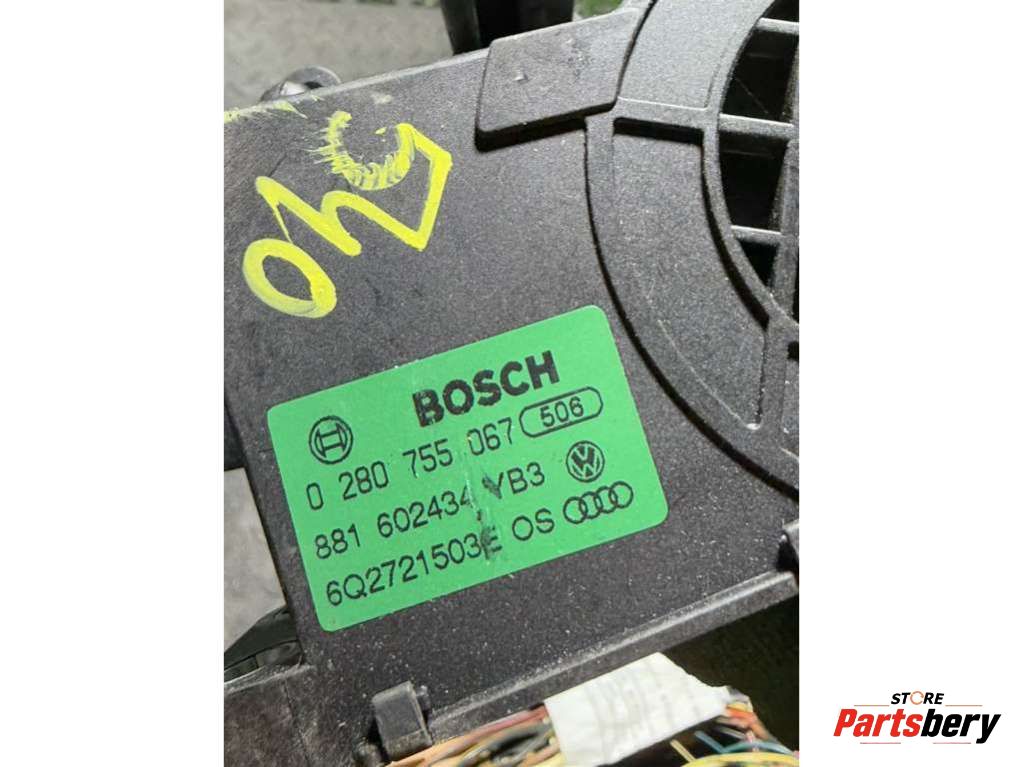 BOSCH
0 280 755 067 506
881 602434 YB3
6Q2721503E OS
STORE
Partsbery